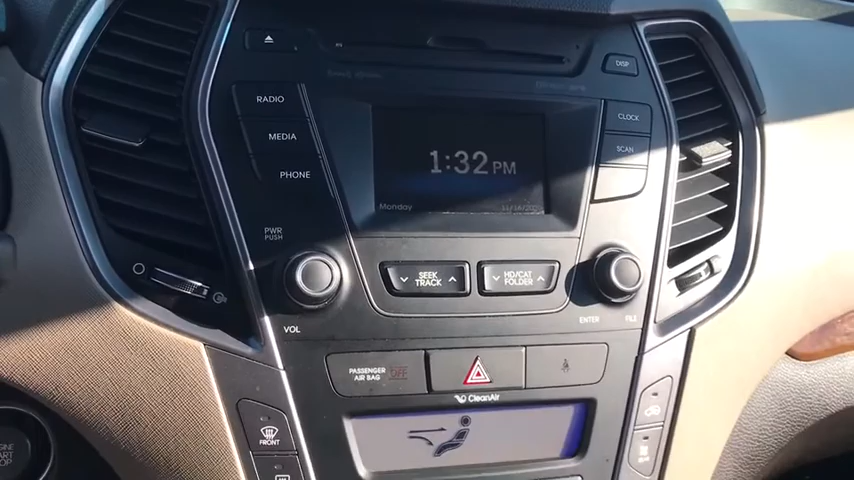 DISP
RADIO
CLOCK
MEDIA
SCAN
1:32 PM
PHONE
Monday
PWR
PUSH
SEEK
TRACK
HD/CAT
FOLDER
VOL
ENTER
FILE
PASSENGER
AIR BAG
OFF
CleanAir
FRONT